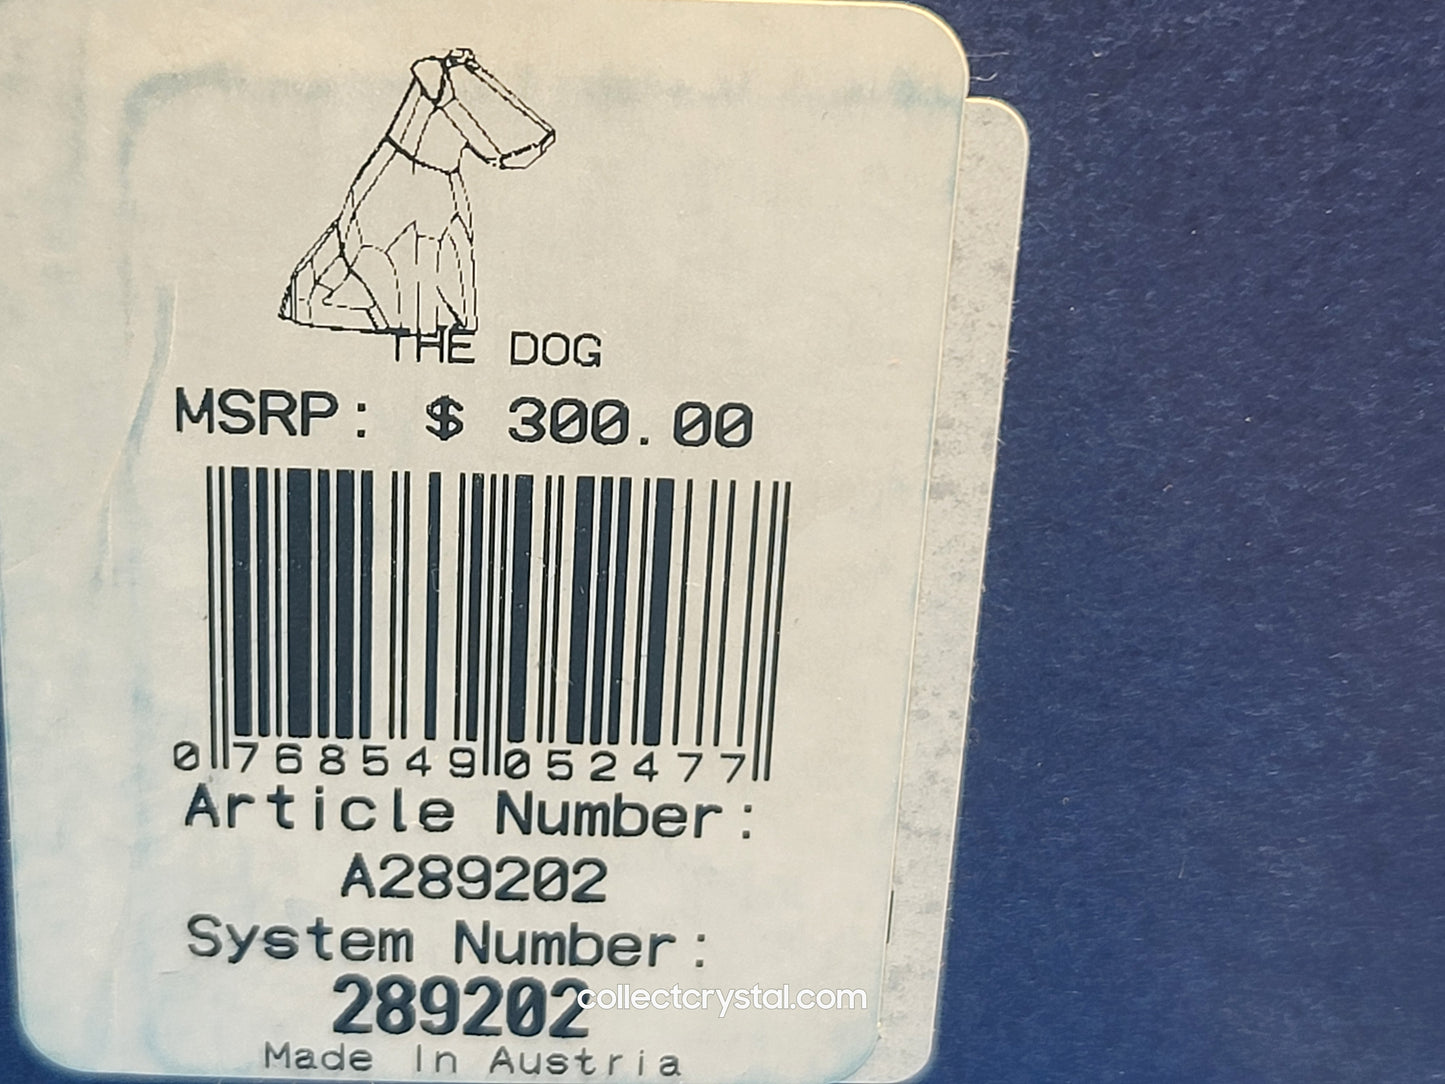 THE DOG
MSRP: $ 300.00
0 768549 052477
Article Number:
A289202
System Number:
289202
collectcrystal.com
Made In Austria